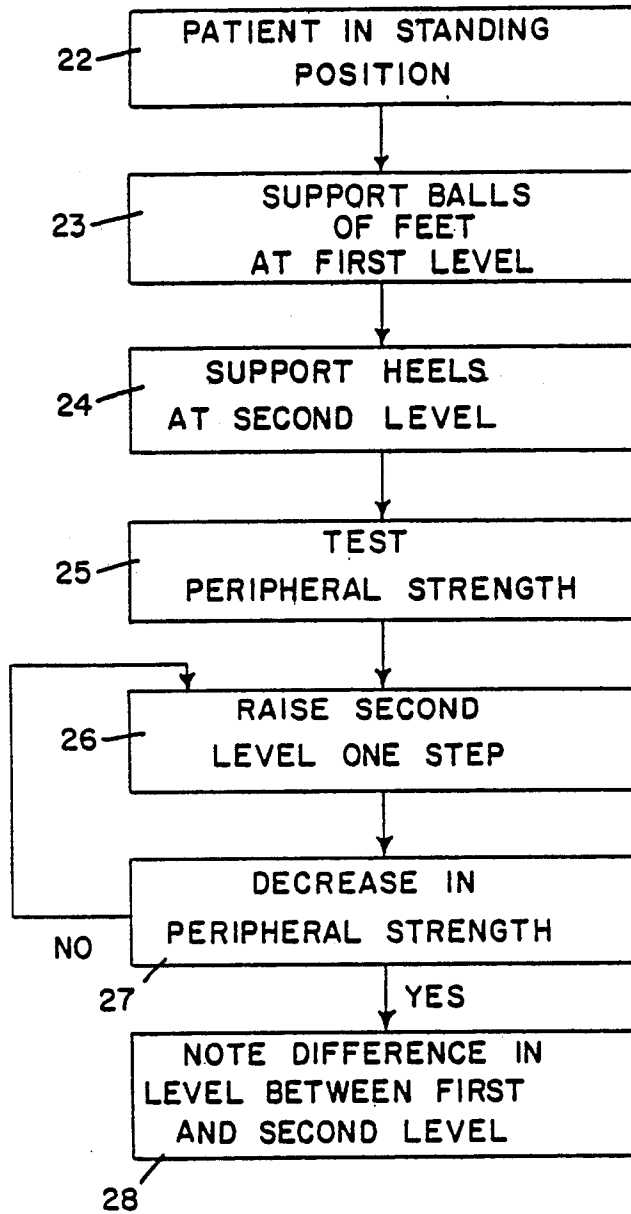 22
PATIENT IN STANDING
POSITION
23
SUPPORT BALLS
OF FEET
AT FIRST LEVEL
24
SUPPORT HEELS
AT SECOND LEVEL
25
TEST
PERIPHERAL STRENGTH
26
RAISE SECOND
LEVEL ONE STEP
DECREASE IN
PERIPHERAL STRENGTH
NO
27
YES
NOTE DIFFERENCE IN
LEVEL BETWEEN FIRST
AND SECOND LEVEL
28